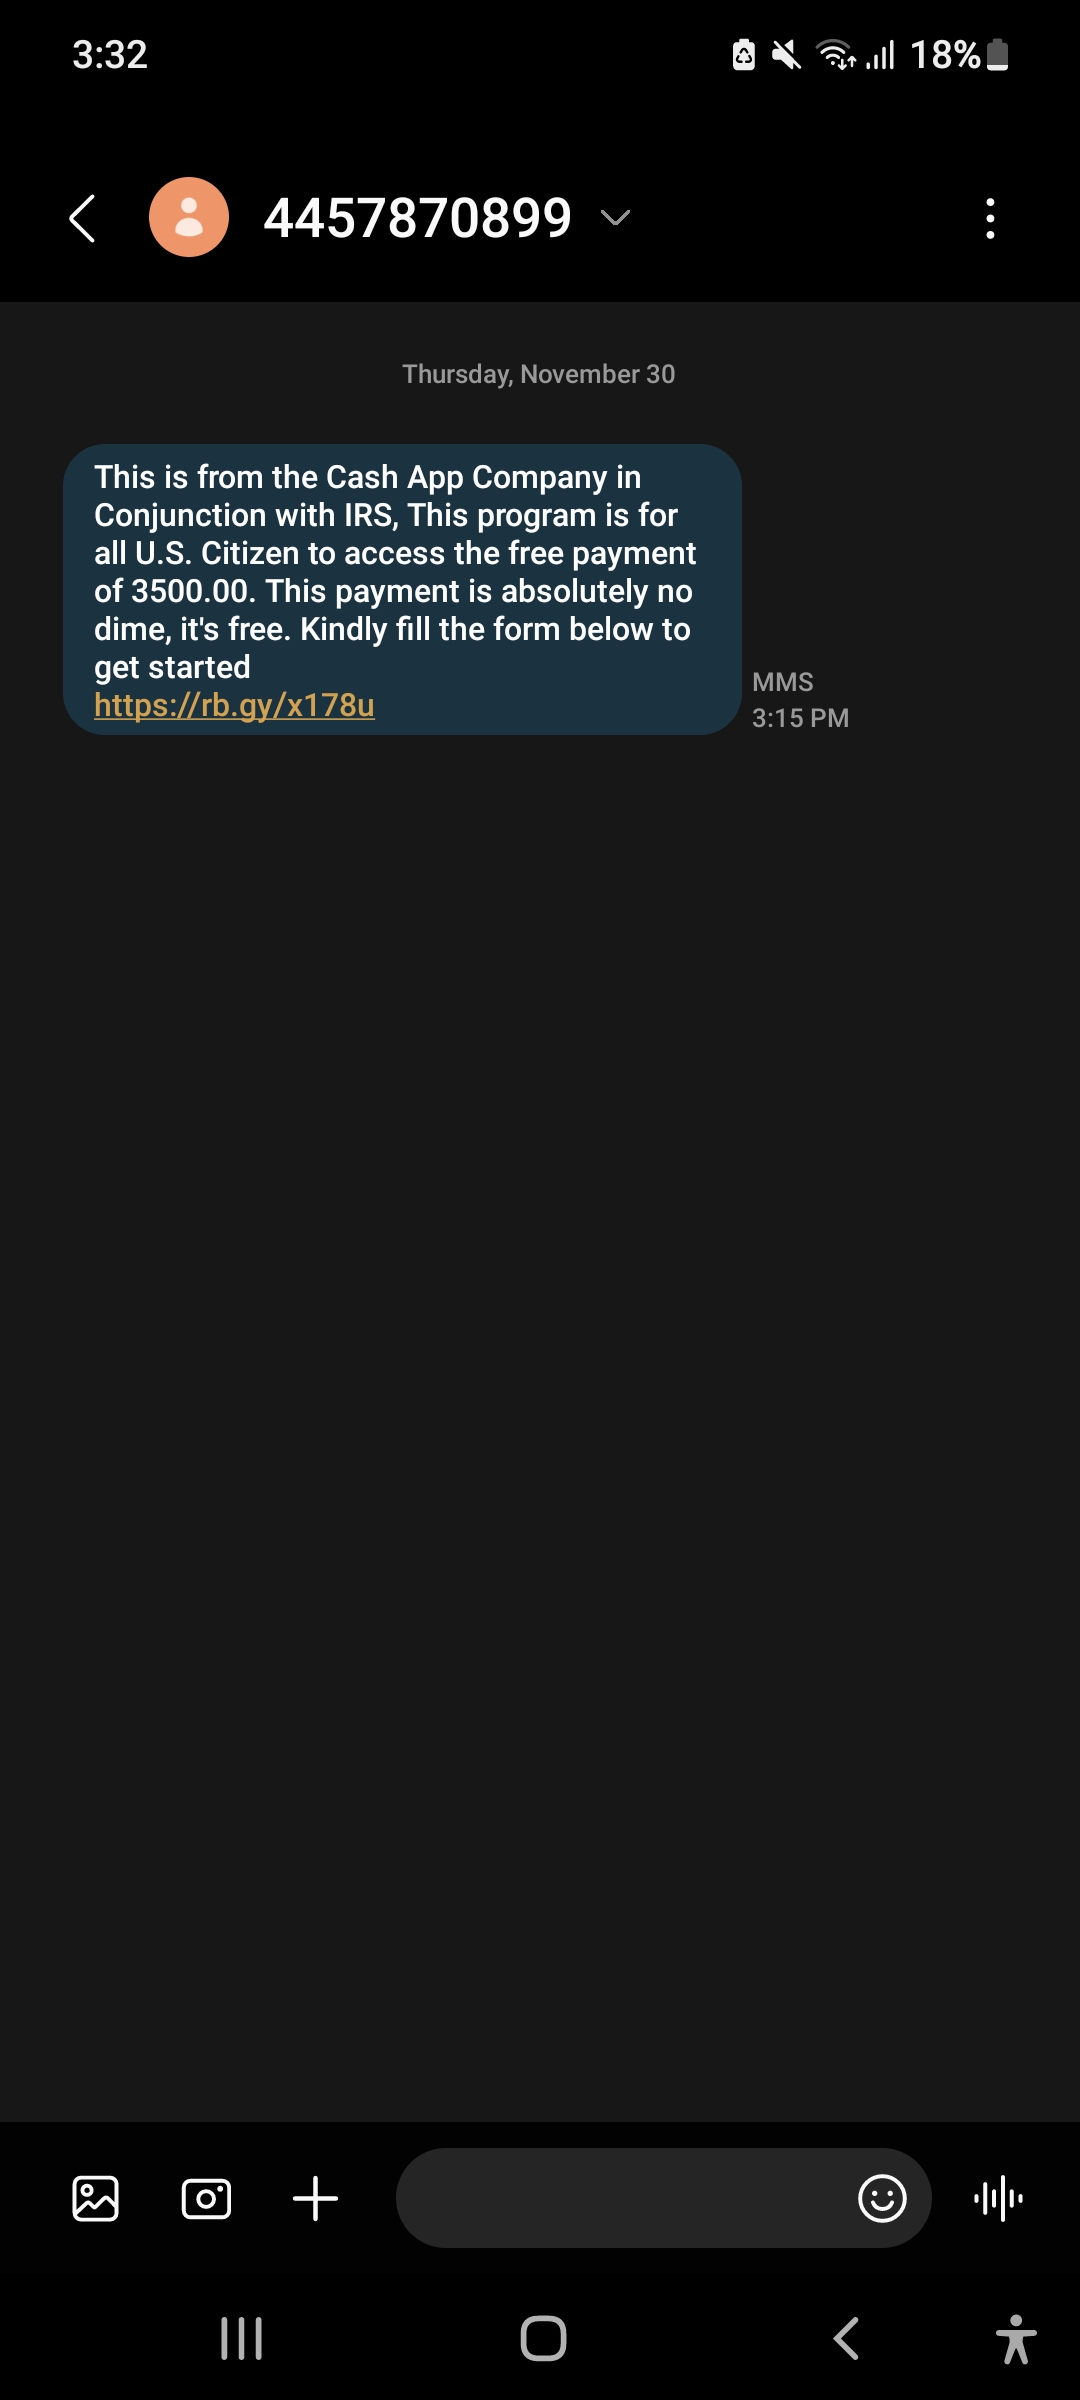 3:32
18%
4457870899
Thursday, November 30
This is from the Cash App Company in
Conjunction with IRS, This program is for
all U.S. Citizen to access the free payment
of 3500.00. This payment is absolutely no
dime, it's free. Kindly fill the form below to
get started
https://rb.gy/x178u
MMS
3:15 PM